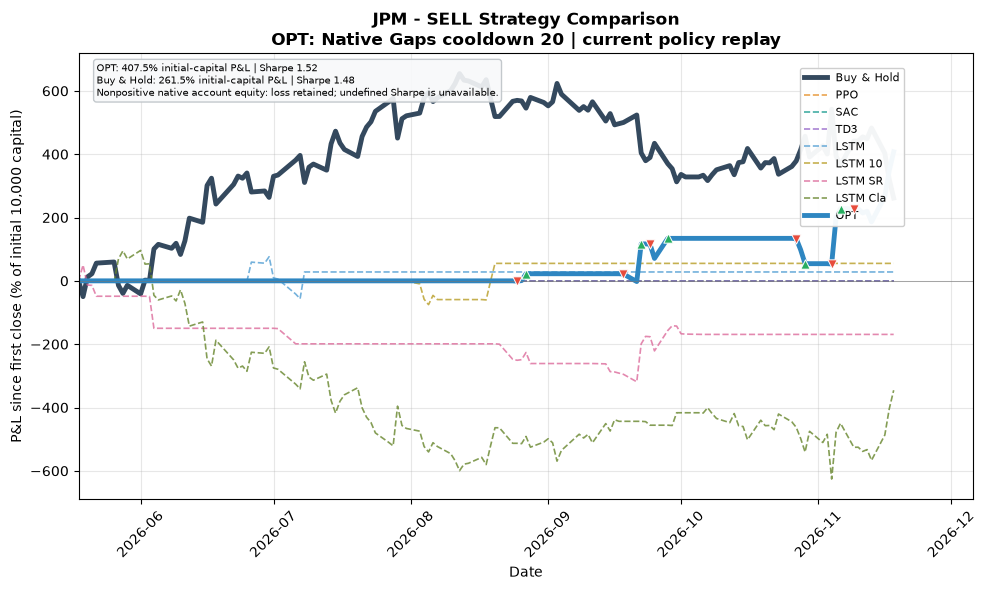 JPM - SELL Strategy Comparison
OPT: Native Gaps cooldown 20 | current policy replay
OPT: 407.5% initial-capital P&L | Sharpe 1.52
Buy & Hold: 261.5% initial-capital P&L | Sharpe 1.48
Nonpositive native account equity: loss retained; undefined Sharpe is unavailable.
Buy & Hold
PPO
SAC
TD3
LSTM
LSTM 10
LSTM SR
LSTM Cla
OPT
P&L since first close (% of initial 10,000 capital)
600
400
200
0
−200
−400
−600
2026-06
2026-07
2026-08
2026-09
2026-10
2026-11
2026-12
Date